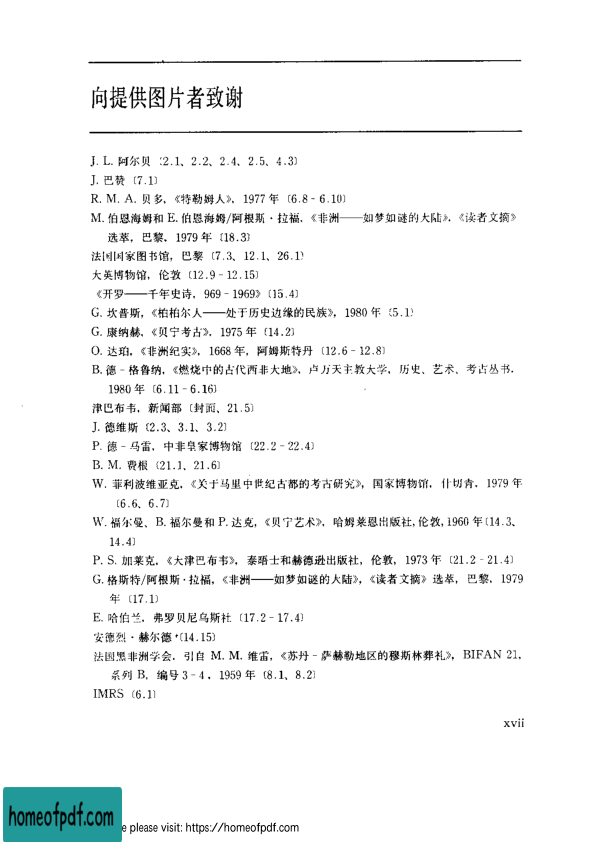 向提供图片者致谢
J. L. 阿尔贝〔2.1、2.2、2.4、2.5、4.3〕
J. 巴赞〔7.1〕
R. M. A. 贝多，《特勒姆人》，1977 年〔6.8－6.10〕
M. 伯恩海姆和 E. 伯恩海姆/阿根斯·拉福，《非洲——如梦如谜的大陆》，《读者文摘》
选萃，巴黎，1979 年〔18.3〕
法国国家图书馆，巴黎〔7.3、12.1、26.1〕
大英博物馆，伦敦〔12.9－12.15〕
《开罗——千年史诗，969－1969》〔15.4〕
G. 坎普斯，《柏柏尔人——处于历史边缘的民族》，1980 年〔5.1〕
G. 康纳赫，《贝宁考古》，1975 年〔14.2〕
O. 达珀，《非洲纪实》，1668 年，阿姆斯特丹〔12.6－12.8〕
B. 德－格鲁纳，《燃烧中的古代西非大地》，卢万天主教大学，历史、艺术、考古丛书，
1980 年〔6.11－6.16〕
津巴布韦，新闻部〔封面、21.5〕
J. 德维斯〔2.3、3.1、3.2〕
P. 德－马雷，中非皇家博物馆〔22.2－22.4〕
B. M. 费根〔21.1、21.6〕
W. 菲利波维亚克，《关于马里中世纪古都的考古研究》，国家博物馆，什切青，1979 年
〔6.6、6.7〕
W. 福尔曼、B. 福尔曼和 P. 达克，《贝宁艺术》，哈姆莱恩出版社，伦敦，1960 年〔14.3、
14.4〕
P. S. 加莱克，《大津巴布韦》，泰晤士和赫德逊出版社，伦敦，1973 年〔21.2－21.4〕
G. 格斯特/阿根斯·拉福，《非洲——如梦如谜的大陆》，《读者文摘》选萃，巴黎，1979
年〔17.1〕
E. 哈伯兰，弗罗贝尼乌斯社〔17.2－17.4〕
安德烈·赫尔德〔14.15〕
法国黑非洲学会，引自 M. M. 维雷，《苏丹－萨赫勒地区的穆斯林葬礼》，BIFAN 21，
系列 B，编号 3－4，1959 年〔8.1、8.2〕
IMRS〔6.1〕
xvii
homeofpdf.com
e please visit: https://homeofpdf.com